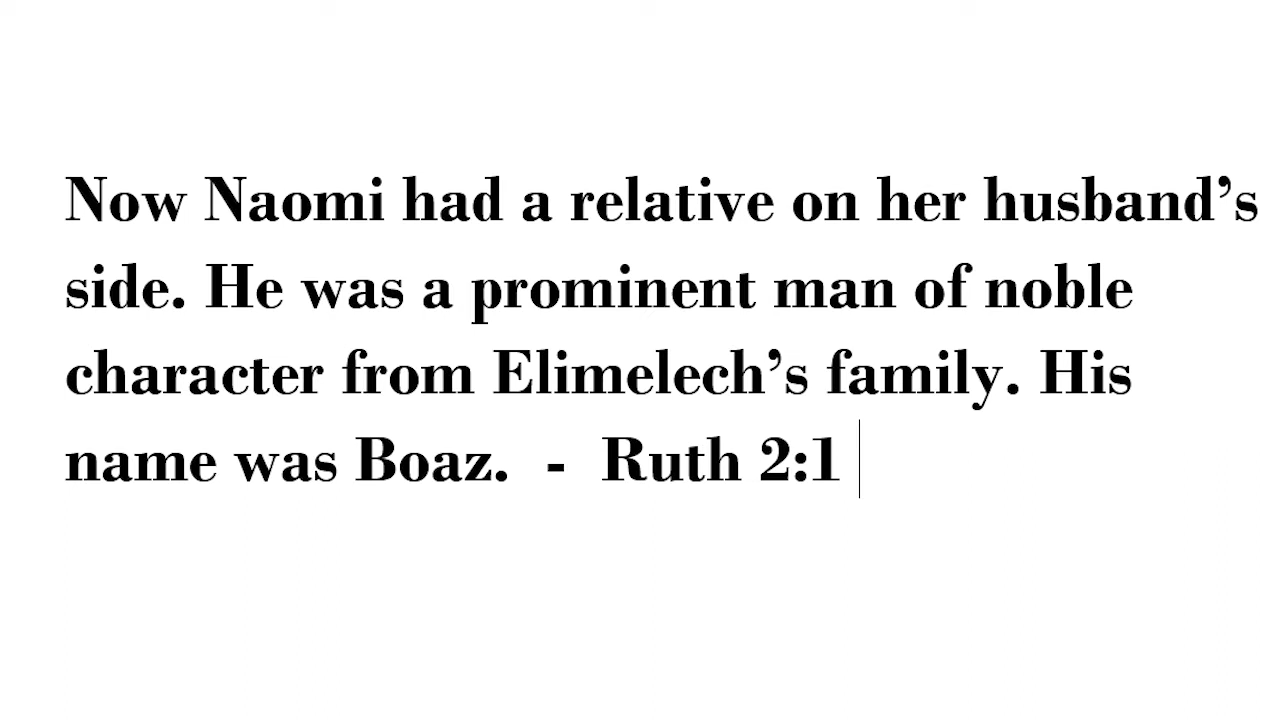 Now Naomi had a relative on her husband’s
side. He was a prominent man of noble
character from Elimelech’s family. His
name was Boaz.  -  Ruth 2:1